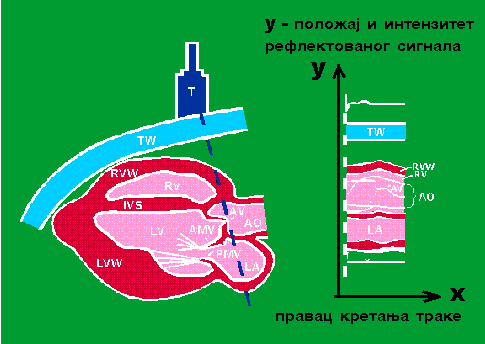 y - положај и интензитет
рефлектованог сигнала
y
T
TW
TW
RVW
RVW
RV
RV
AV
AV
AO
AO
IVS
LV
AMV
PMV
LA
LA
LVW
x
правац кретања траке